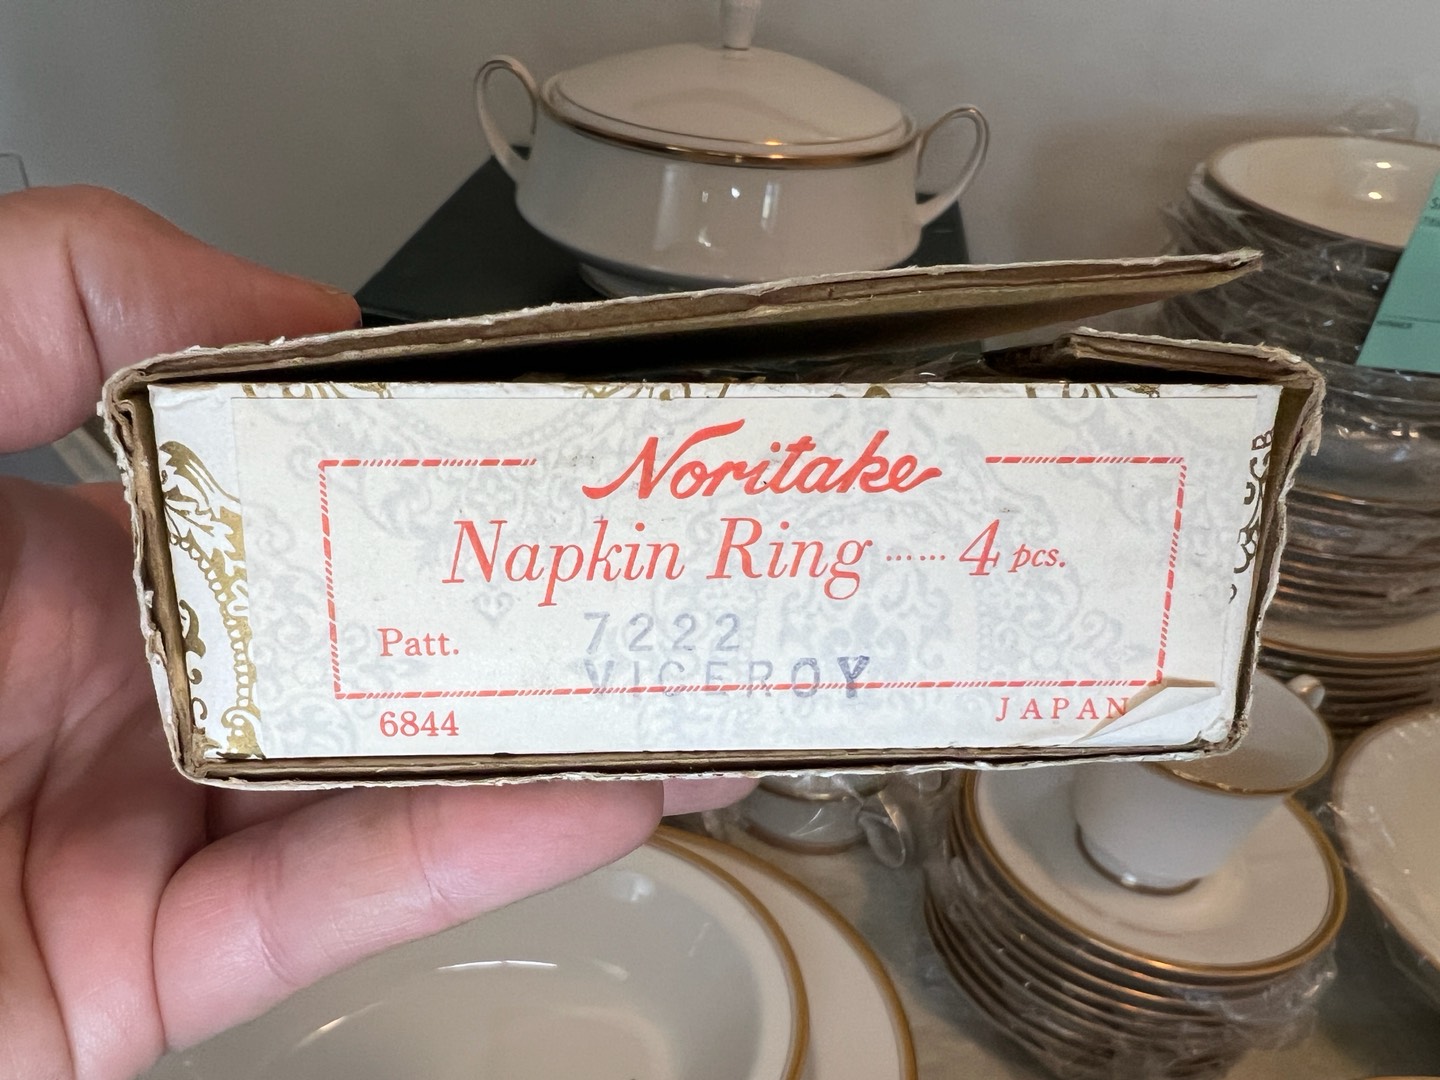 Noritake
Napkin Ring ...... 4 pcs.
Patt. 7222
VICEROY
6844 JAPAN